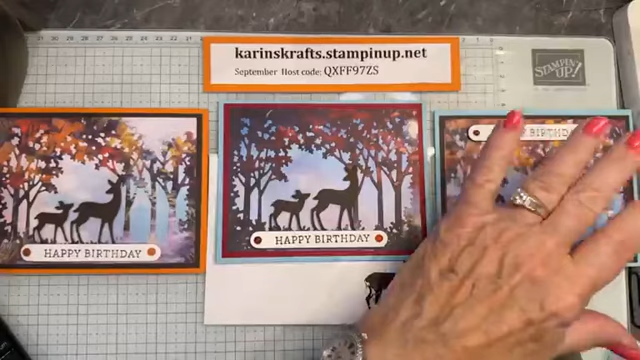 karinskrafts.stampinup.net
September Host code: QXFF97ZS
STAMPIN' UP!
HAPPY BIRTHDAY
HAPPY BIRTHDAY
BIRTHDAY